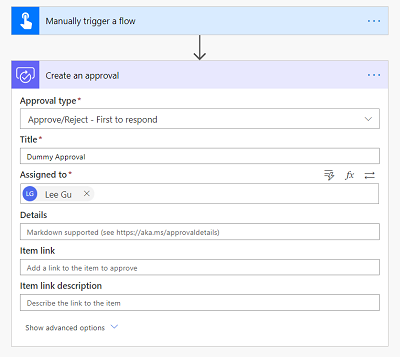 Manually trigger a flow
Create an approval
Approval type*
Approve/Reject - First to respond
Title*
Dummy Approval
Assigned to*
fx
LG Lee Gu ×
Details
Markdown supported (see https://aka.ms/approvaldetails)
Item link
Add a link to the item to approve
Item link description
Describe the link to the item
Show advanced options